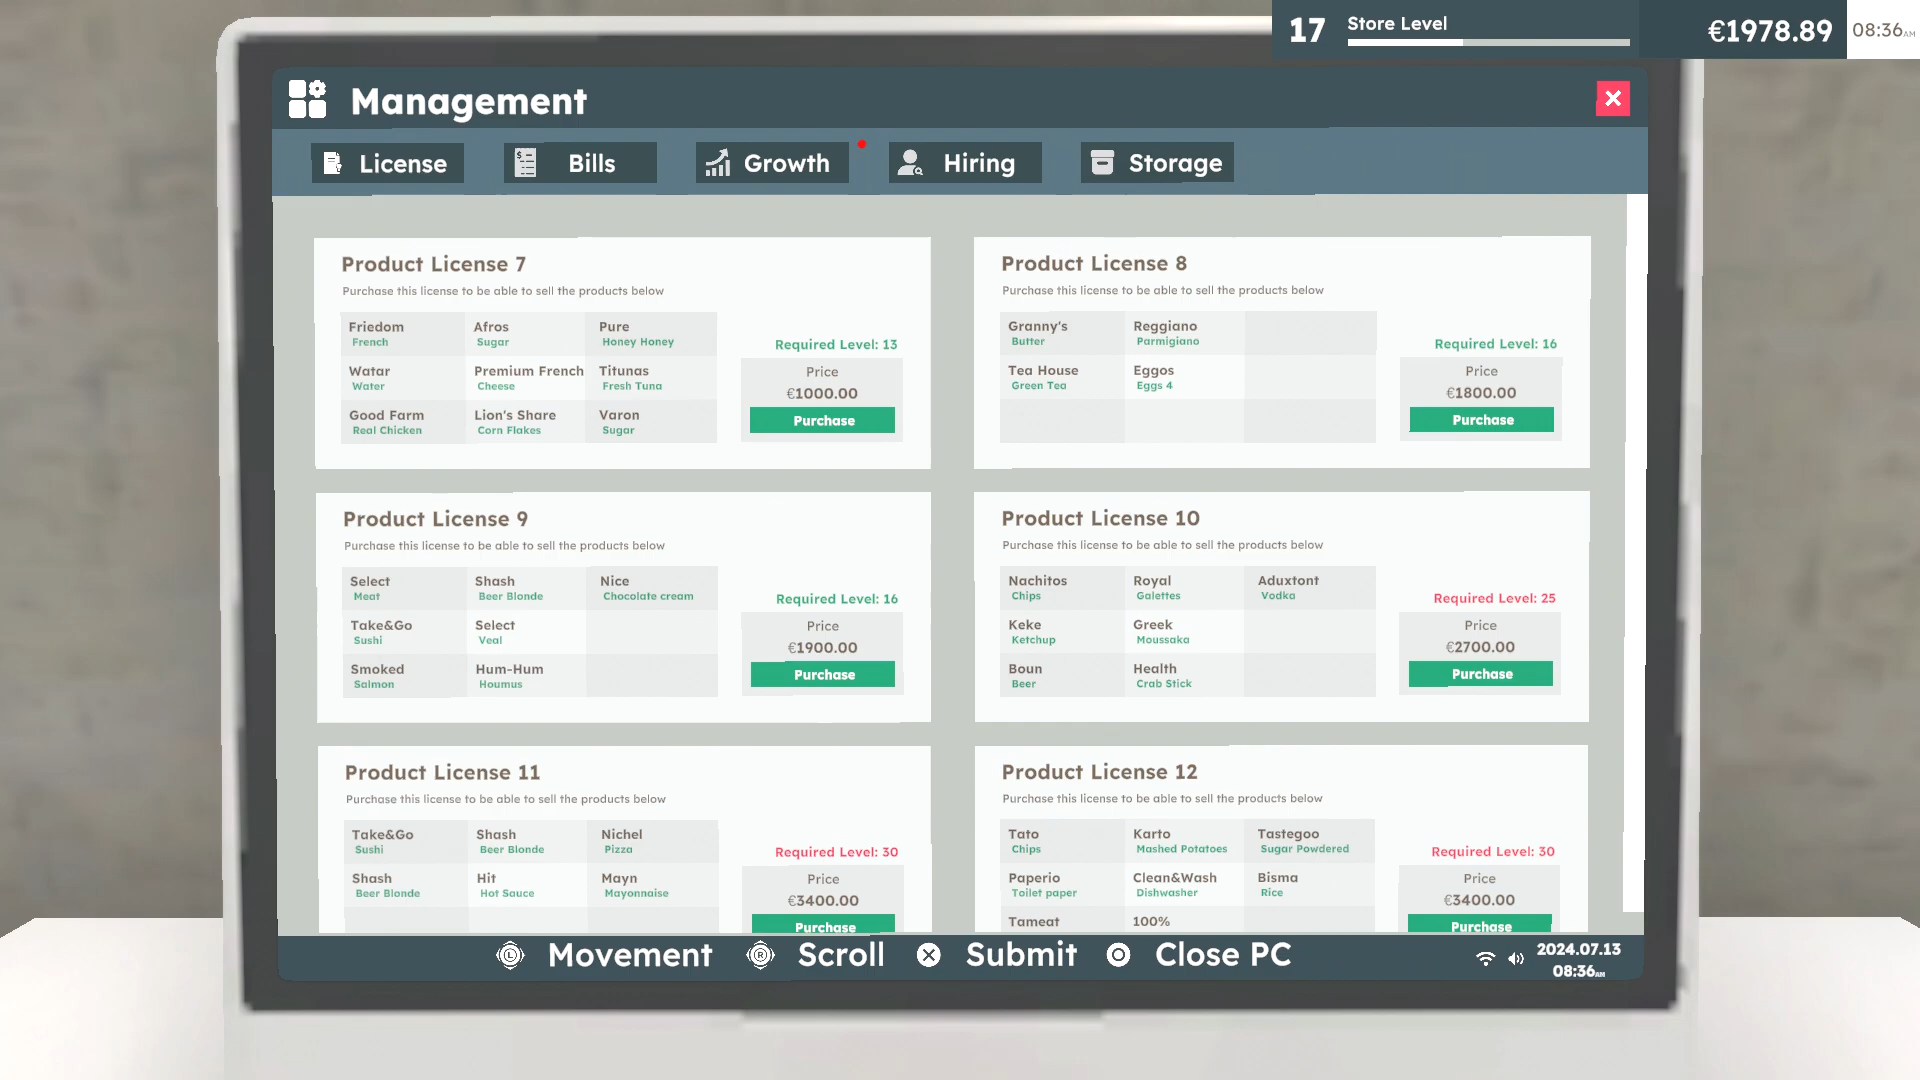 17
Store Level
€1978.89
08:36AM
Management
License
Bills
Growth
Hiring
Storage
Product License 7
Purchase this license to be able to sell the products below
Friedom
French
Afros
Sugar
Pure
Honey Honey
Watar
Water
Premium French
Cheese
Titunas
Fresh Tuna
Good Farm
Real Chicken
Lion's Share
Corn Flakes
Varon
Sugar
Required Level: 13
Price
€1000.00
Purchase
Product License 8
Purchase this license to be able to sell the products below
Granny's
Butter
Reggiano
Parmigiano
Tea House
Green Tea
Eggos
Eggs 4
Required Level: 16
Price
€1800.00
Purchase
Product License 9
Purchase this license to be able to sell the products below
Select
Meat
Shash
Beer Blonde
Nice
Chocolate cream
Take&Go
Sushi
Select
Veal
Smoked
Salmon
Hum-Hum
Houmus
Required Level: 16
Price
€1900.00
Purchase
Product License 10
Purchase this license to be able to sell the products below
Nachitos
Chips
Royal
Galettes
Aduxtont
Vodka
Keke
Ketchup
Greek
Moussaka
Boun
Beer
Health
Crab Stick
Required Level: 25
Price
€2700.00
Purchase
Product License 11
Purchase this license to be able to sell the products below
Take&Go
Sushi
Shash
Beer Blonde
Nichel
Pizza
Shash
Beer Blonde
Hit
Hot Sauce
Mayn
Mayonnaise
Required Level: 30
Price
€3400.00
Purchase
Product License 12
Purchase this license to be able to sell the products below
Tato
Chips
Karto
Mashed Potatoes
Tastegoo
Sugar Powdered
Paperio
Toilet paper
Clean&Wash
Dishwasher
Bisma
Rice
Tameat
100%
Required Level: 30
Price
€3400.00
Purchase
L Movement
R Scroll
Submit
Close PC
2024.07.13
08:36AM